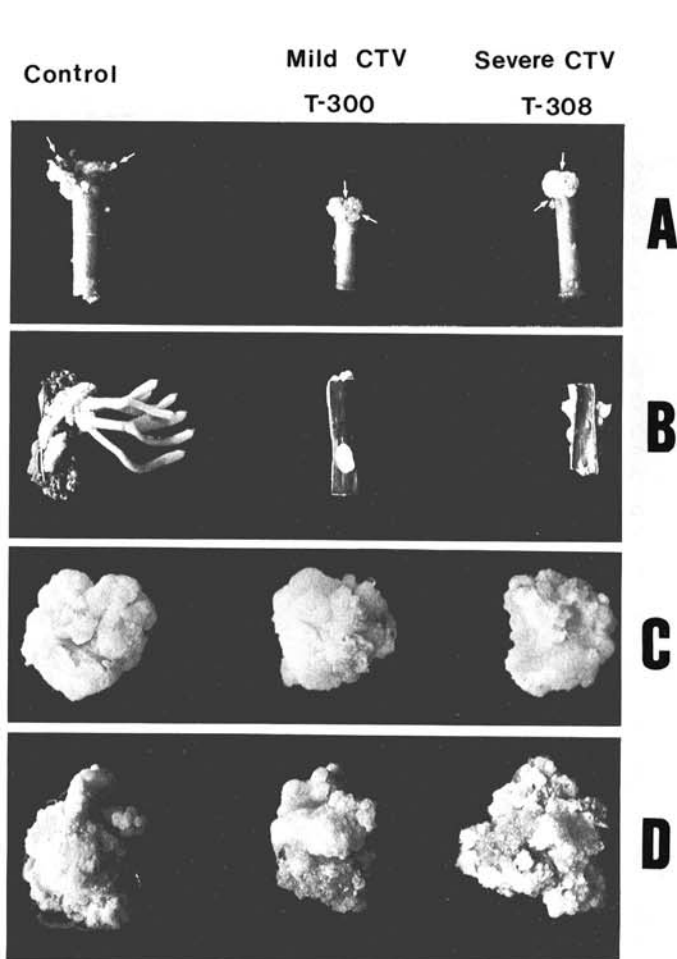 Control
Mild CTV
T-300
Severe CTV
T-308
A
B
C
D